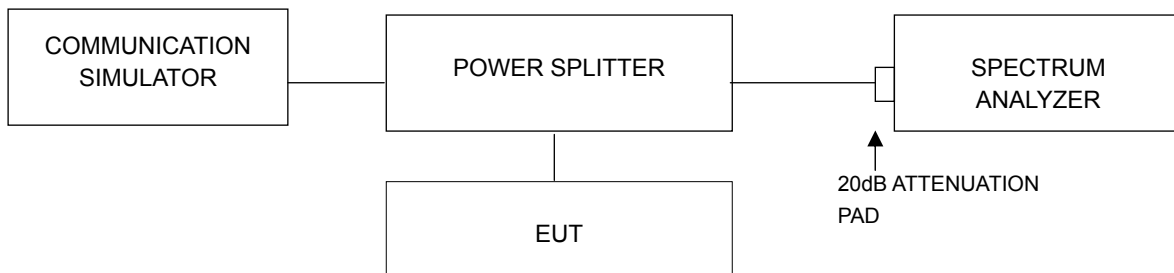 COMMUNICATION
SIMULATOR
POWER SPLITTER
SPECTRUM
ANALYZER
20dB ATTENUATION
PAD
EUT